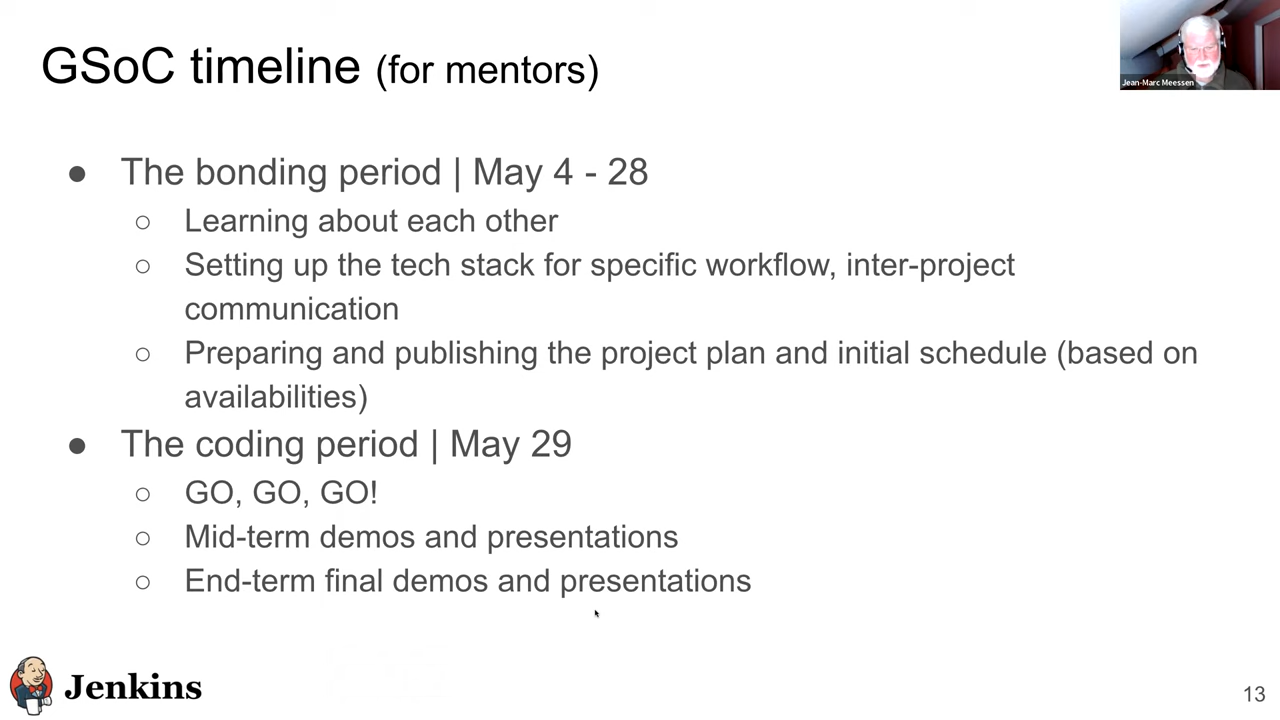 GSoC timeline (for mentors)
Jean-Marc Meessen
● The bonding period | May 4 - 28
○ Learning about each other
○ Setting up the tech stack for specific workflow, inter-project
communication
○ Preparing and publishing the project plan and initial schedule (based on
availabilities)
● The coding period | May 29
○ GO, GO, GO!
○ Mid-term demos and presentations
○ End-term final demos and presentations
Jenkins
13